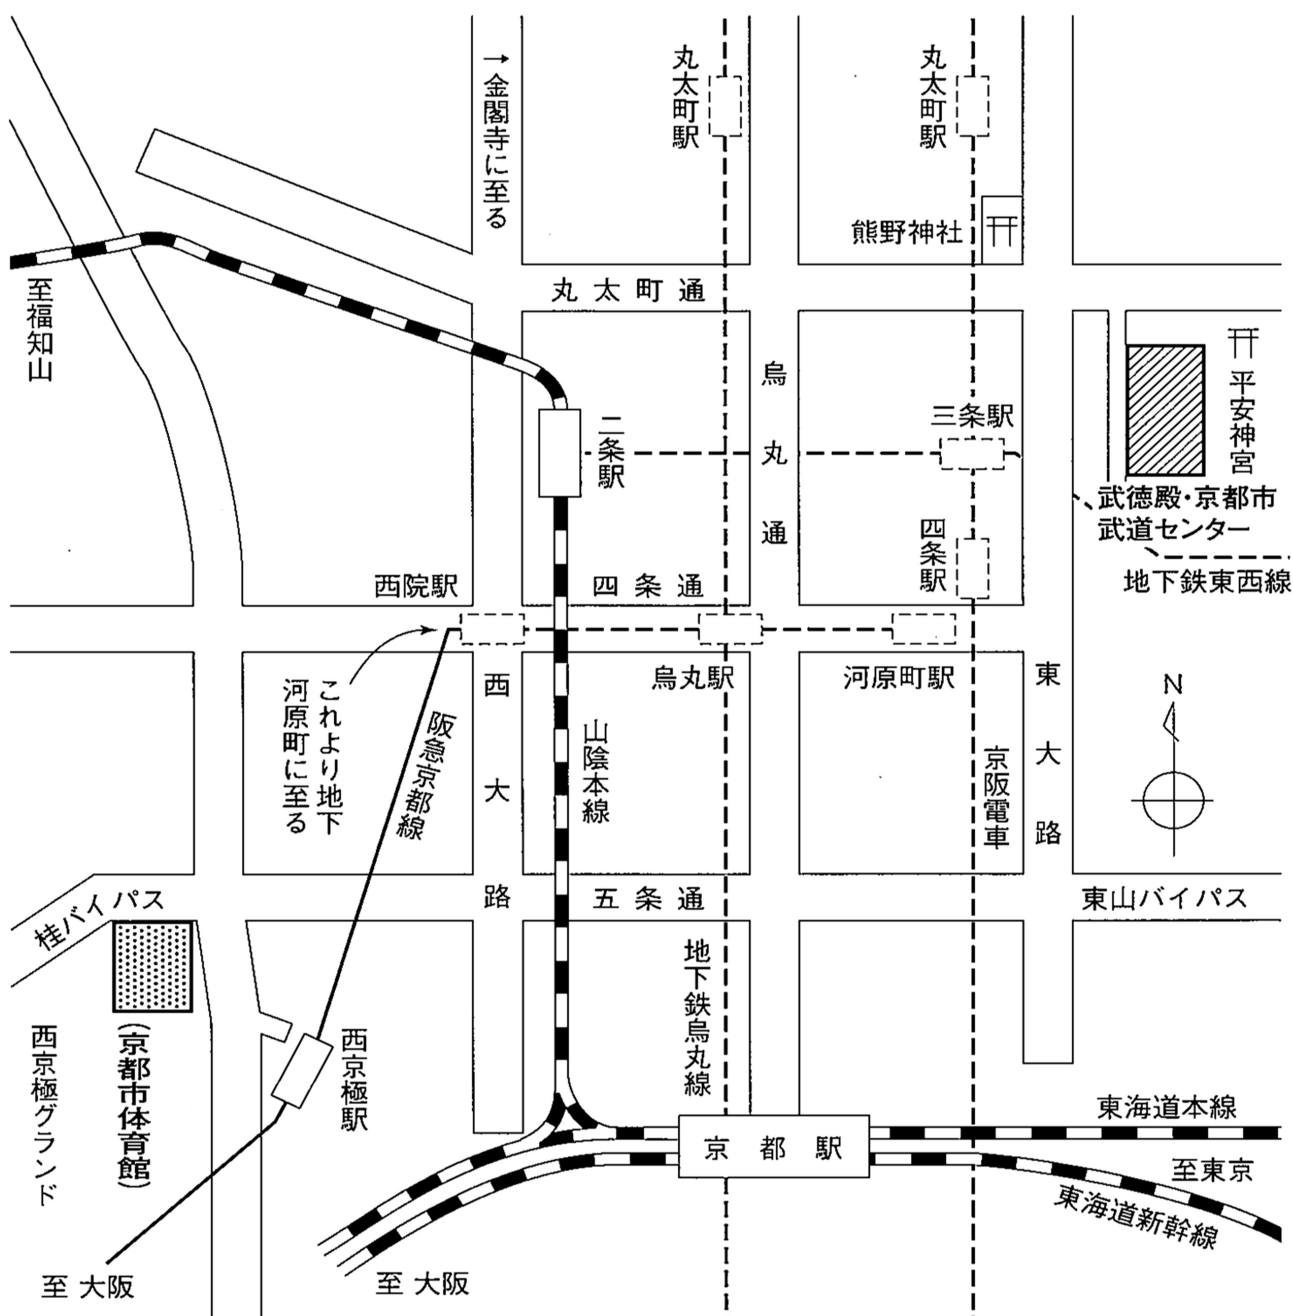 ↑金閣寺に至る
丸太町駅
丸太町駅
熊野神社
至福知山
丸太町通
烏丸通
二条駅
三条駅
平安神宮
武徳殿・京都市
武道センター
地下鉄東西線
四条駅
西院駅
四条通
烏丸駅
河原町駅
これより地下
河原町に至る
阪急京都線
西大路
山陰本線
京阪電車
東大路
N
桂バイパス
五条通
東山バイパス
地下鉄烏丸線
西京極グランド
(京都市体育館)
西京極駅
京都駅
東海道本線
至東京
東海道新幹線
至 大阪
至 大阪